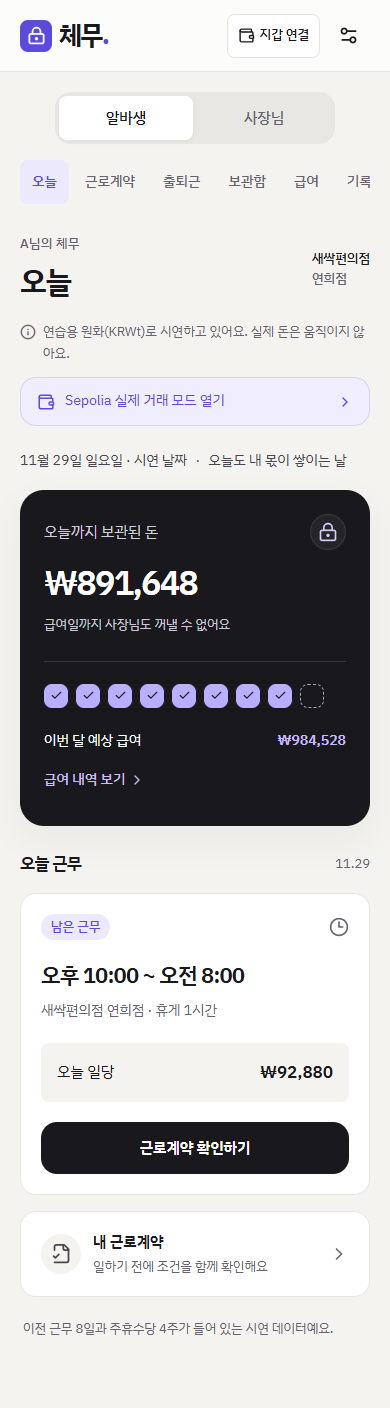 체무.
지갑 연결
알바생
사장님
오늘
근로계약
출퇴근
보관함
급여
기록
A님의 체무
오늘
새싹편의점
연희점
연습용 원화(KRWt)로 시연하고 있어요. 실제 돈은 움직이지 않
아요.
Sepolia 실제 거래 모드 열기
11월 29일 일요일 · 시연 날짜 · 오늘도 내 몫이 쌓이는 날
오늘까지 보관된 돈
₩891,648
급여일까지 사장님도 꺼낼 수 없어요
이번 달 예상 급여
₩984,528
급여 내역 보기
오늘 근무
11.29
남은 근무
오후 10:00 ~ 오전 8:00
새싹편의점 연희점 · 휴게 1시간
오늘 일당
₩92,880
근로계약 확인하기
내 근로계약
일하기 전에 조건을 함께 확인해요
이전 근무 8일과 주휴수당 4주가 들어 있는 시연 데이터예요.